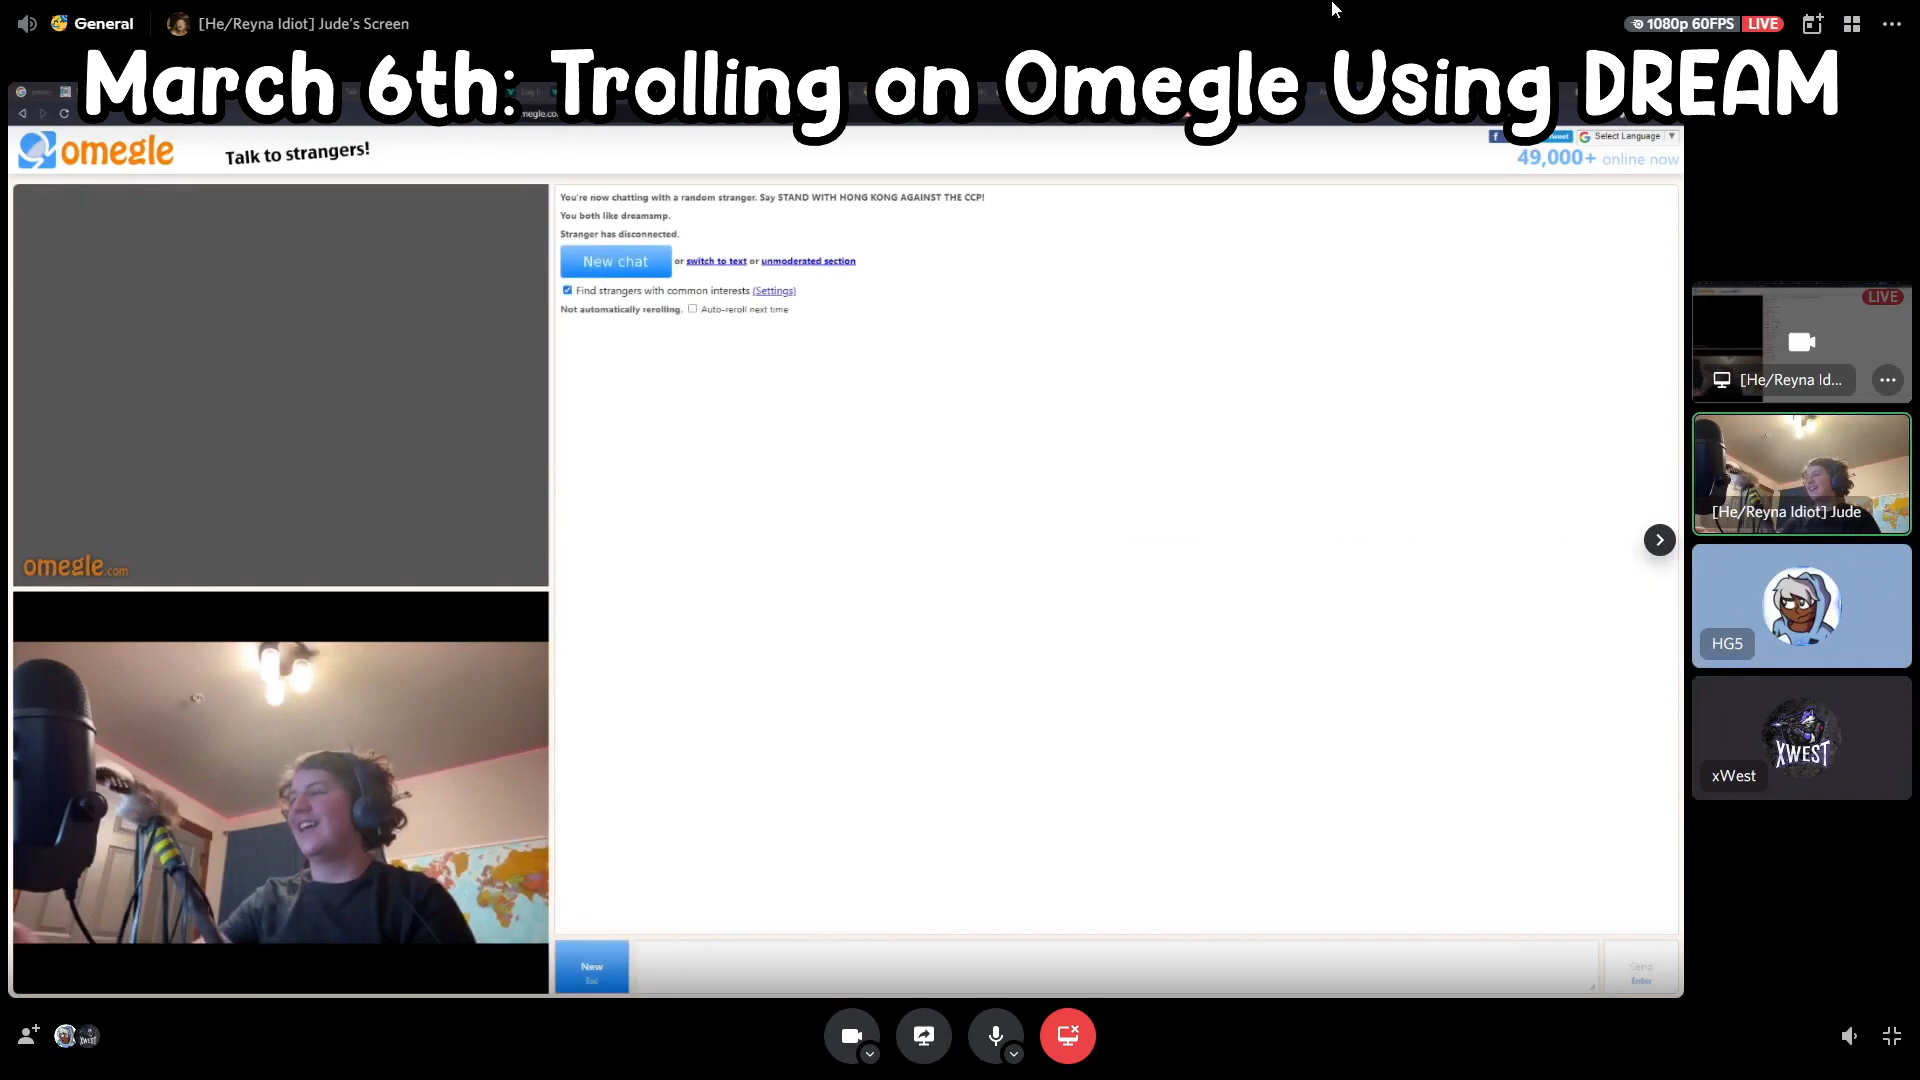 General
[He/Reyna Idiot] Jude's Screen
1080p 60FPS
LIVE
March 6th: Trolling on Omegle Using DREAM
omegle
Talk to strangers!
Select Language
49,000+ online now
You're now chatting with a random stranger. Say STAND WITH HONG KONG AGAINST THE CCP!
You both like dreamsmp.
Stranger has disconnected.
New chat or switch to text or unmoderated section
Find strangers with common interests (Settings)
Not automatically rerolling. Auto-reroll next time
omegle.com
LIVE
[He/Reyna Id...
[He/Reyna Idiot] Jude
HG5
XWEST
xWest
New
Esc
Send
Enter